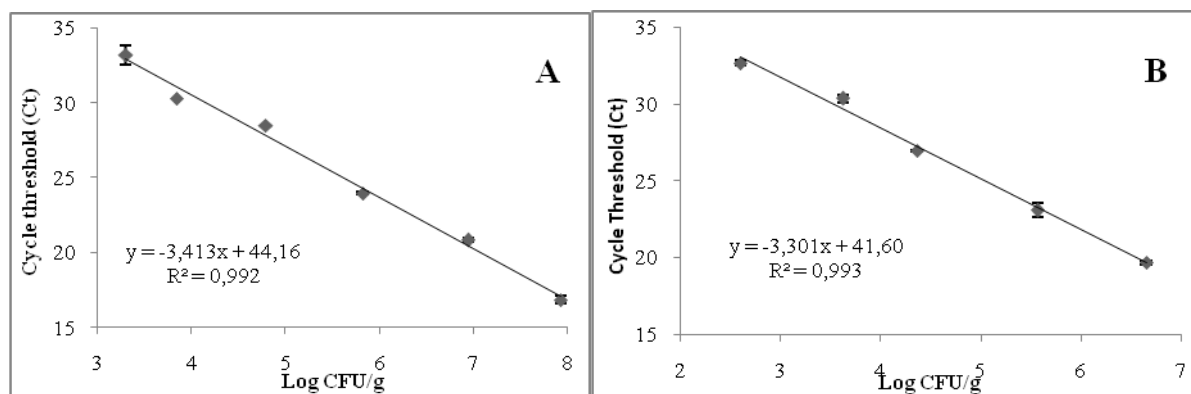 A
Cycle threshold (Ct)
35
30
25
20
15
y = -3,413x + 44,16
R² = 0,992
3 4 5 6 7 8
Log CFU/g
B
Cycle Threshold (Ct)
35
30
25
20
15
y = -3,301x + 41,60
R² = 0,993
2 3 4 5 6 7
Log CFU/g